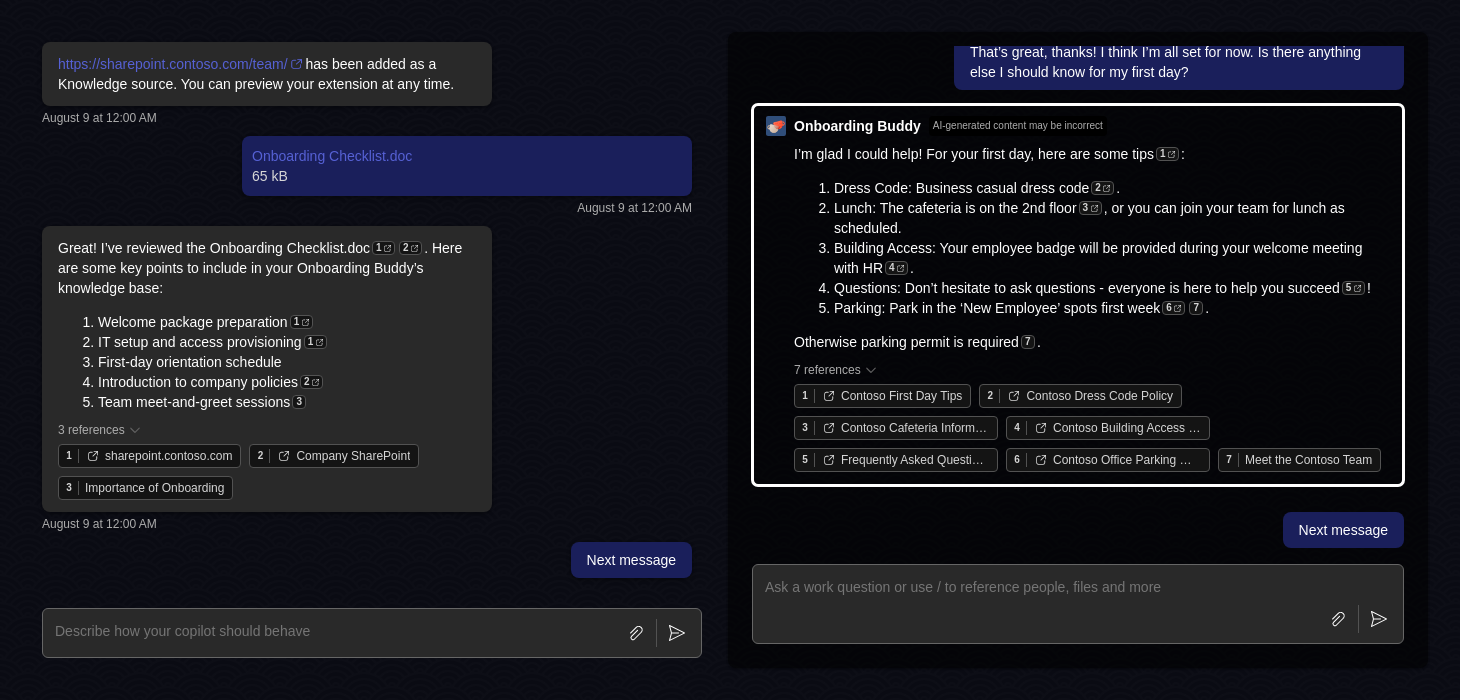 https://sharepoint.contoso.com/team/ has been added as a
Knowledge source. You can preview your extension at any time.
August 9 at 12:00 AM
Onboarding Checklist.doc
65 kB
August 9 at 12:00 AM
Great! I’ve reviewed the Onboarding Checklist.doc 1 2 . Here
are some key points to include in your Onboarding Buddy’s
knowledge base:
1. Welcome package preparation 1
2. IT setup and access provisioning 1
3. First-day orientation schedule
4. Introduction to company policies 2
5. Team meet-and-greet sessions 3
3 references
1 sharepoint.contoso.com 2 Company SharePoint
3 Importance of Onboarding
August 9 at 12:00 AM
Next message
Describe how your copilot should behave
That’s great, thanks! I think I’m all set for now. Is there anything
else I should know for my first day?
Onboarding Buddy AI-generated content may be incorrect
I’m glad I could help! For your first day, here are some tips 1 :
1. Dress Code: Business casual dress code 2 .
2. Lunch: The cafeteria is on the 2nd floor 3 , or you can join your team for lunch as
scheduled.
3. Building Access: Your employee badge will be provided during your welcome meeting
with HR 4 .
4. Questions: Don’t hesitate to ask questions - everyone is here to help you succeed 5 !
5. Parking: Park in the ‘New Employee’ spots first week 6 7 .
Otherwise parking permit is required 7 .
7 references
1 Contoso First Day Tips 2 Contoso Dress Code Policy
3 Contoso Cafeteria Inform… 4 Contoso Building Access …
5 Frequently Asked Questi… 6 Contoso Office Parking … 7 Meet the Contoso Team
Next message
Ask a work question or use / to reference people, files and more